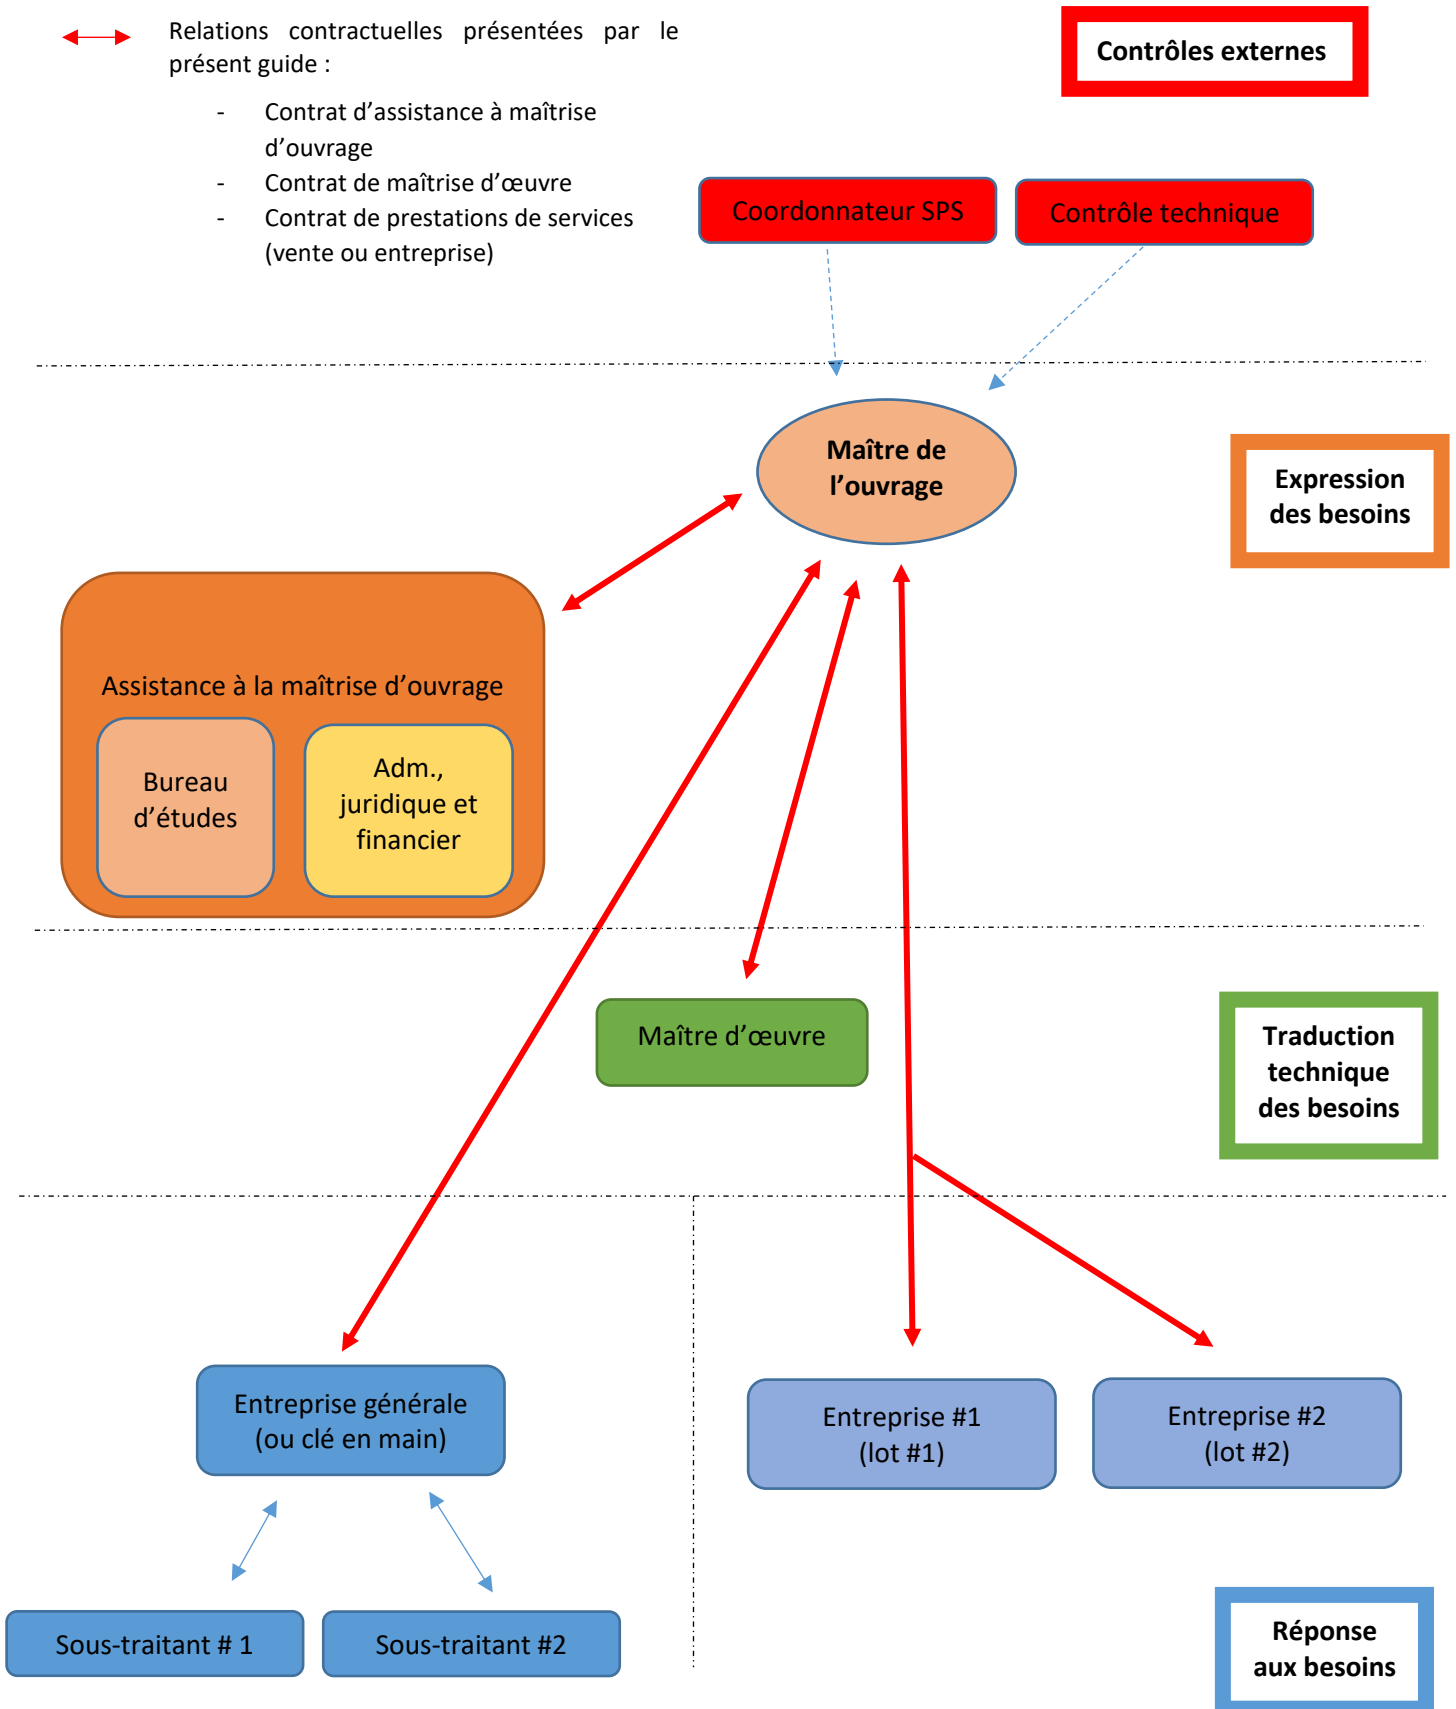 Relations contractuelles présentées par le
présent guide :
- Contrat d'assistance à maîtrise
d'ouvrage
- Contrat de maîtrise d'œuvre
- Contrat de prestations de services
(vente ou entreprise)
Contrôles externes
Coordonnateur SPS
Contrôle technique
Maître de
l'ouvrage
Expression
des besoins
Assistance à la maîtrise d'ouvrage
Bureau
d'études
Adm.,
juridique et
financier
Maître d'œuvre
Traduction
technique
des besoins
Entreprise générale
(ou clé en main)
Entreprise #1
(lot #1)
Entreprise #2
(lot #2)
Sous-traitant # 1
Sous-traitant #2
Réponse
aux besoins